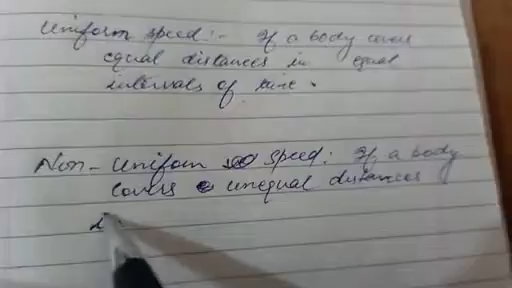 Uniform speed:- If a body cover
equal distances in equal
intervals of time.
Non-Uniform speed: If a body
covers unequal distances